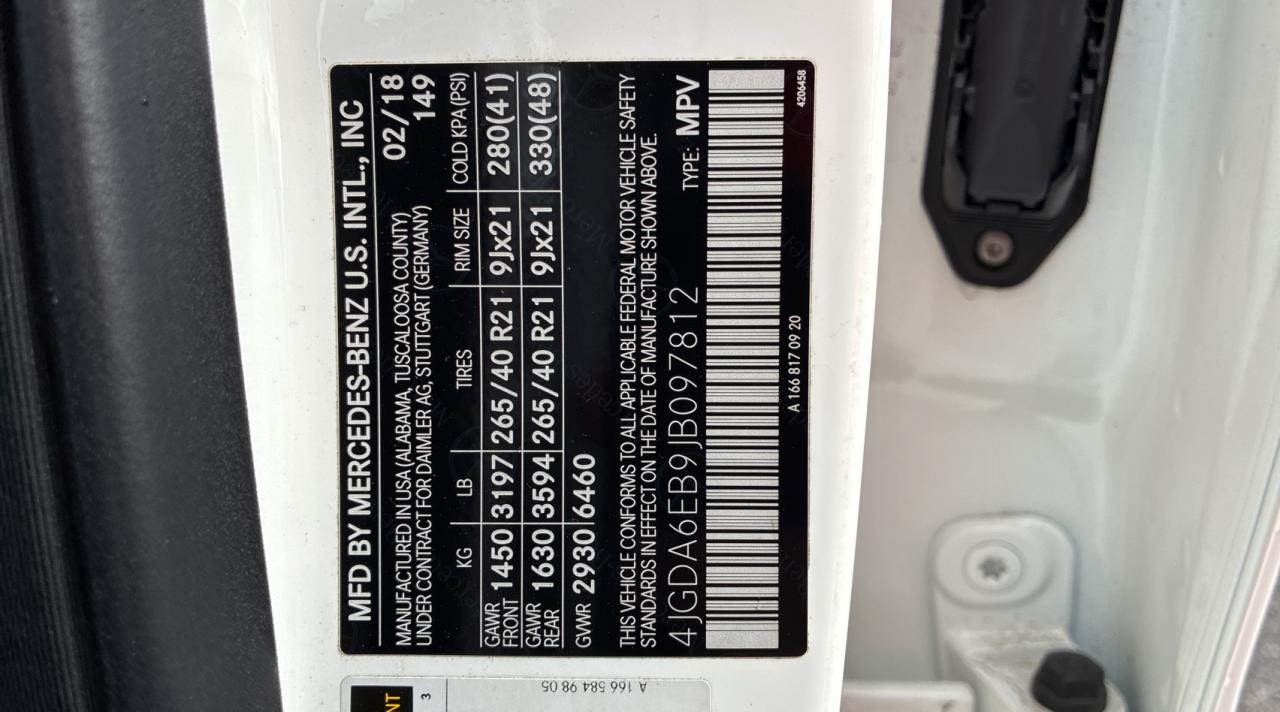 MFD BY MERCEDES-BENZ U.S. INTL., INC
MANUFACTURED IN USA (ALABAMA, TUSCALOOSA COUNTY) 02/18
UNDER CONTRACT FOR DAIMLER AG, STUTTGART (GERMANY) 149
KG LB TIRES RIM SIZE COLD KPA (PSI)
GAWR FRONT 1450 3197 265/40 R21 9Jx21 280(41)
GAWR REAR 1630 3594 265/40 R21 9Jx21 330(48)
GVWR 2930 6460
THIS VEHICLE CONFORMS TO ALL APPLICABLE FEDERAL MOTOR VEHICLE SAFETY
STANDARDS IN EFFECT ON THE DATE OF MANUFACTURE SHOWN ABOVE.
4JGDA6EB9JB097812 TYPE: MPV
A 166 817 09 20 4206458
A 166 584 98 05
NT
3